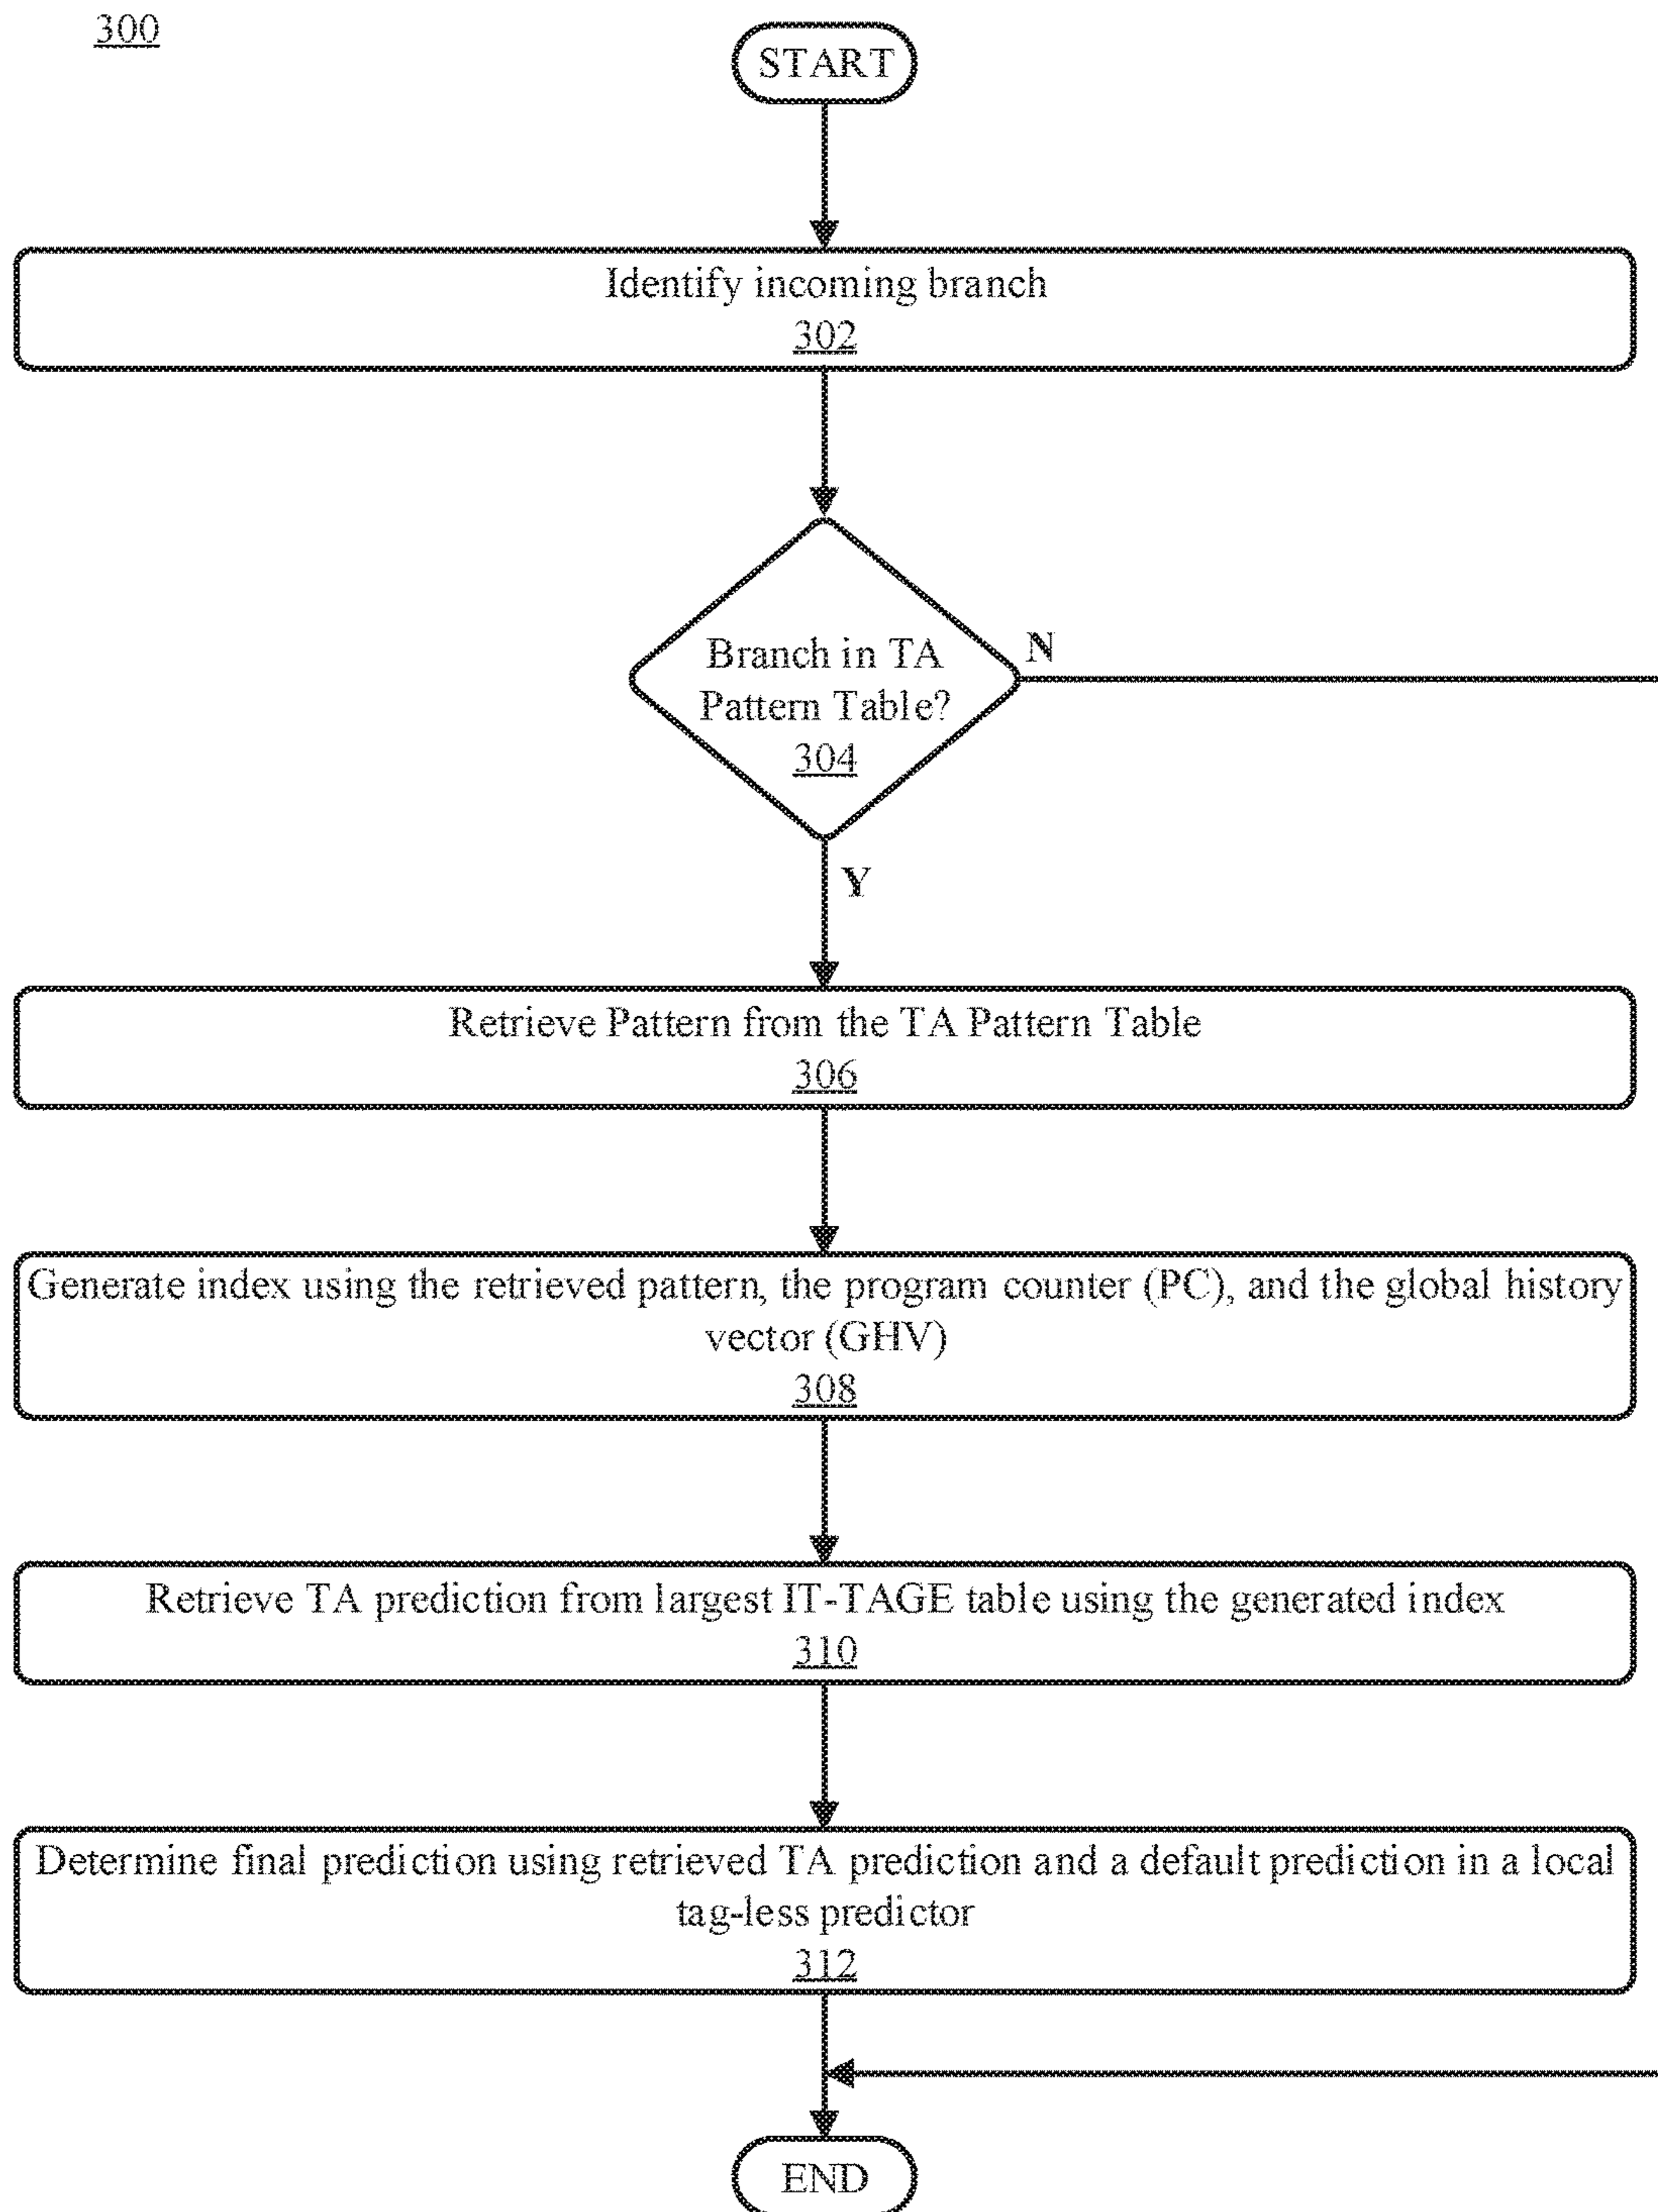 300
START
Identify incoming branch
302
Branch in TA
Pattern Table?
304
N
Y
Retrieve Pattern from the TA Pattern Table
306
Generate index using the retrieved pattern, the program counter (PC), and the global history
vector (GHV)
308
Retrieve TA prediction from largest IT-TAGE table using the generated index
310
Determine final prediction using retrieved TA prediction and a default prediction in a local
tag-less predictor
312
END